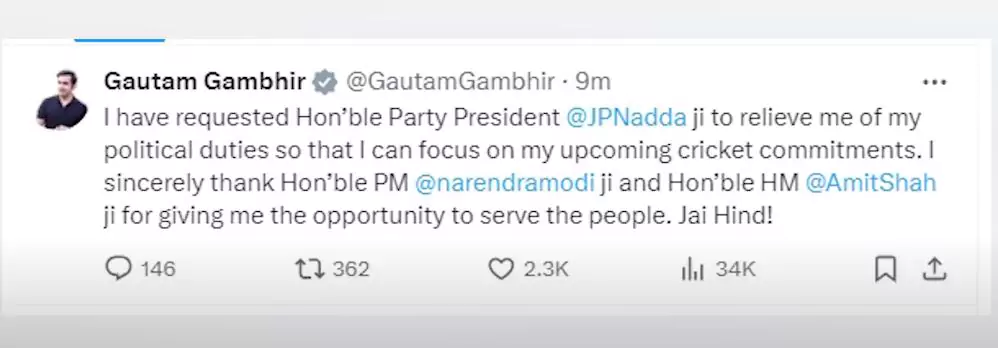 Gautam Gambhir @GautamGambhir · 9m
I have requested Hon’ble Party President @JPNadda ji to relieve me of my
political duties so that I can focus on my upcoming cricket commitments. I
sincerely thank Hon’ble PM @narendramodi ji and Hon’ble HM @AmitShah
ji for giving me the opportunity to serve the people. Jai Hind!
146 362 2.3K 34K